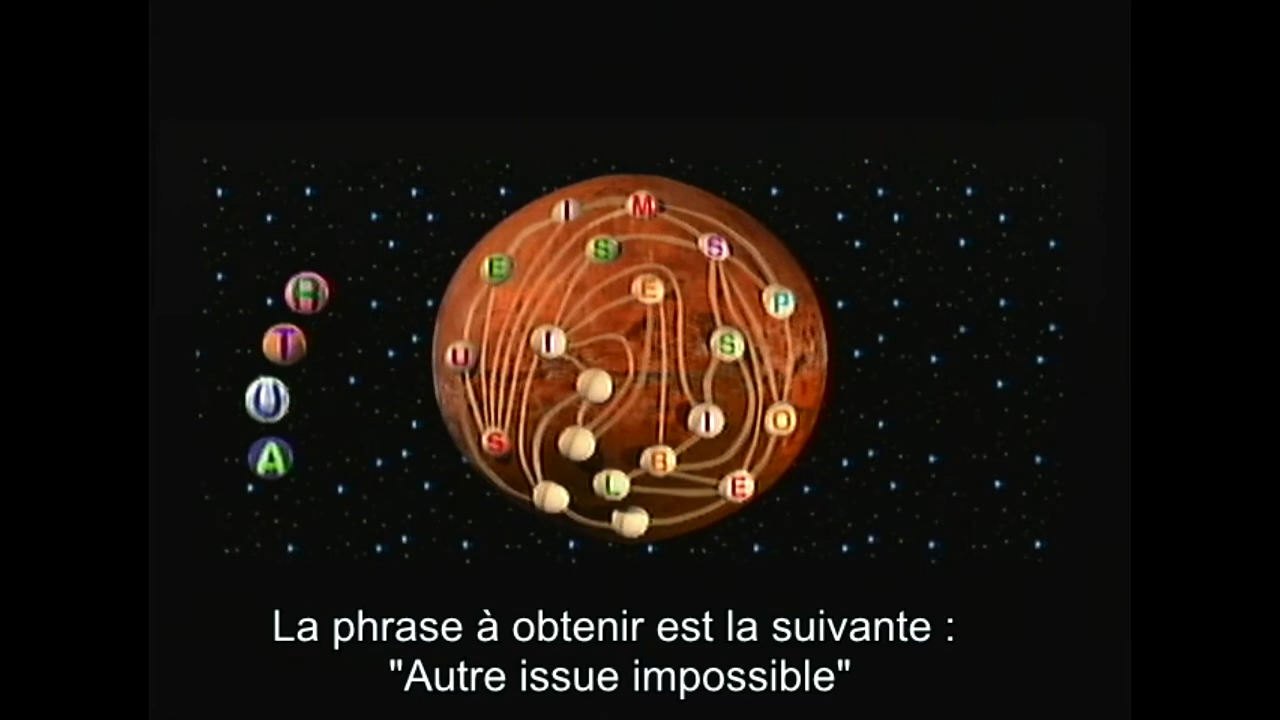 I M
S S
E
R E P
T I S
U
U I O
S
A B
L E
La phrase à obtenir est la suivante :
"Autre issue impossible"